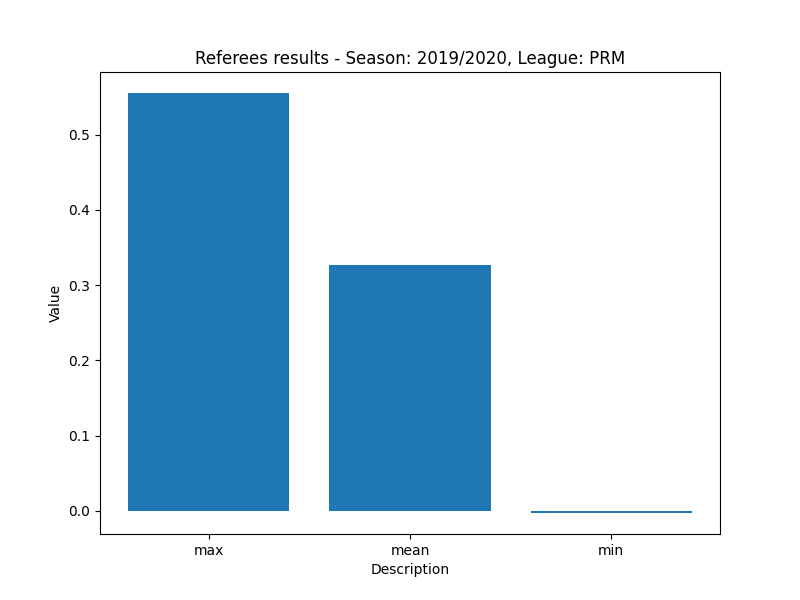 Referees results - Season: 2019/2020, League: PRM
0.5
0.4
0.3
0.2
0.1
0.0
Value
max mean min
Description